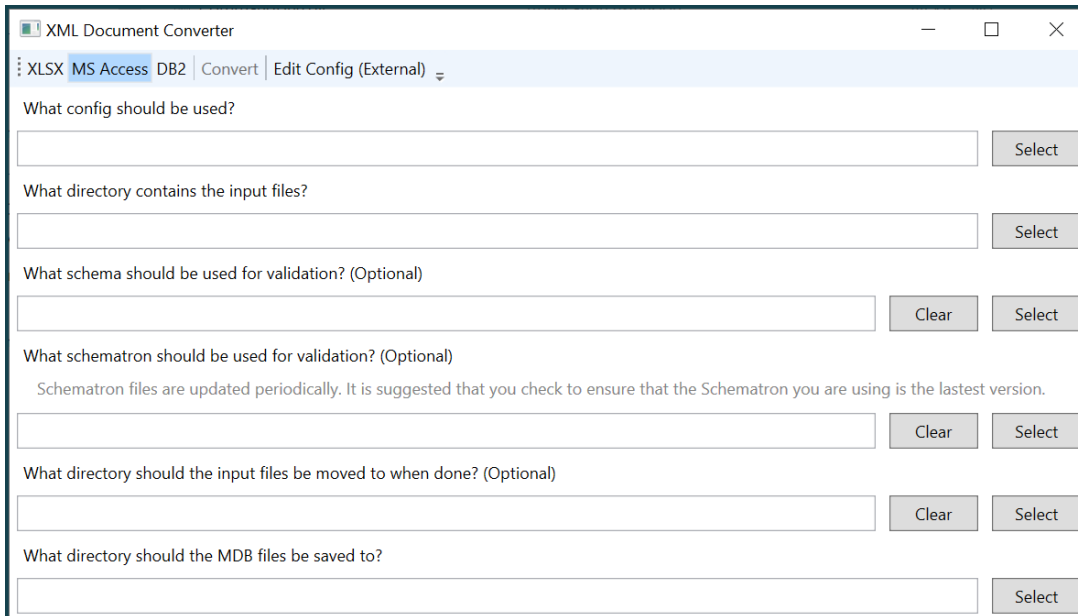 XML Document Converter
XLSX MS Access DB2 Convert Edit Config (External)
What config should be used?
Select
What directory contains the input files?
Select
What schema should be used for validation? (Optional)
Clear Select
What schematron should be used for validation? (Optional)
Schematron files are updated periodically. It is suggested that you check to ensure that the Schematron you are using is the lastest version.
Clear Select
What directory should the input files be moved to when done? (Optional)
Clear Select
What directory should the MDB files be saved to?
Select